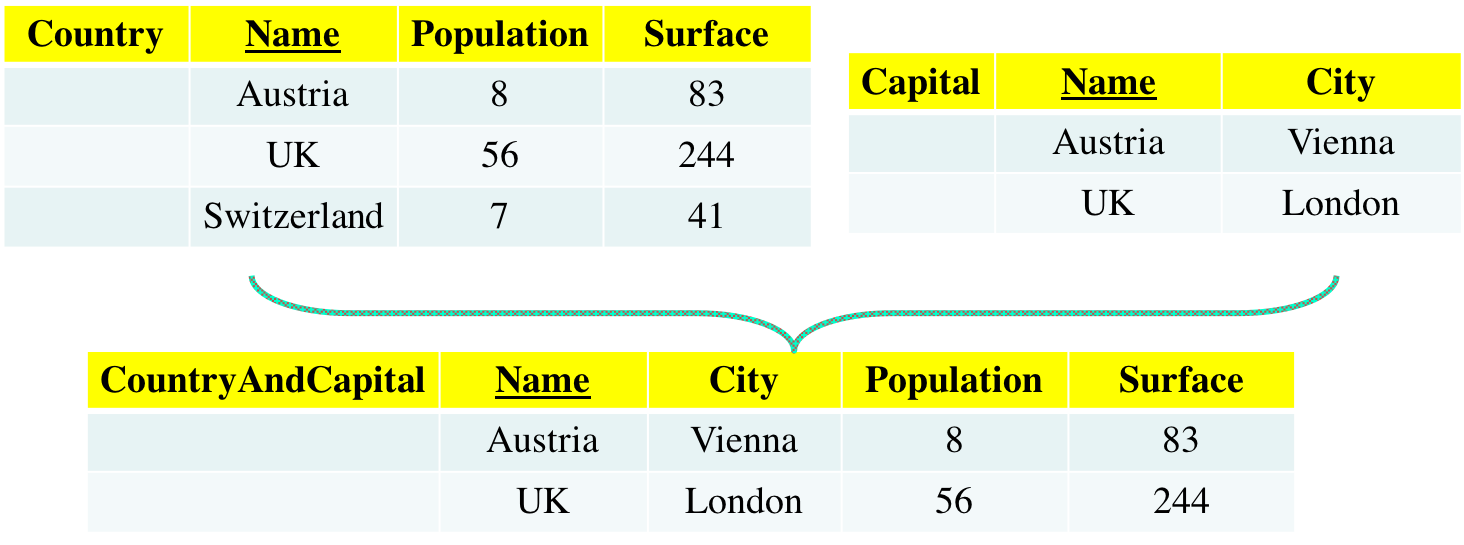 Country Name Population Surface
Austria 8 83
UK 56 244
Switzerland 7 41
Capital Name City
Austria Vienna
UK London
CountryAndCapital Name City Population Surface
Austria Vienna 8 83
UK London 56 244